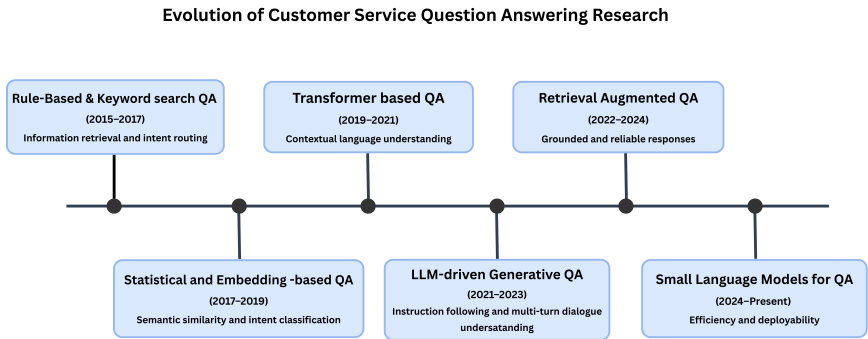 Evolution of Customer Service Question Answering Research
Rule-Based & Keyword search QA
(2015–2017)
Information retrieval and intent routing
Transformer based QA
(2019–2021)
Contextual language understanding
Retrieval Augmented QA
(2022–2024)
Grounded and reliable responses
Statistical and Embedding -based QA
(2017–2019)
Semantic similarity and intent classification
LLM-driven Generative QA
(2021–2023)
Instruction following and multi-turn dialogue
undersatanding
Small Language Models for QA
(2024–Present)
Efficiency and deployability